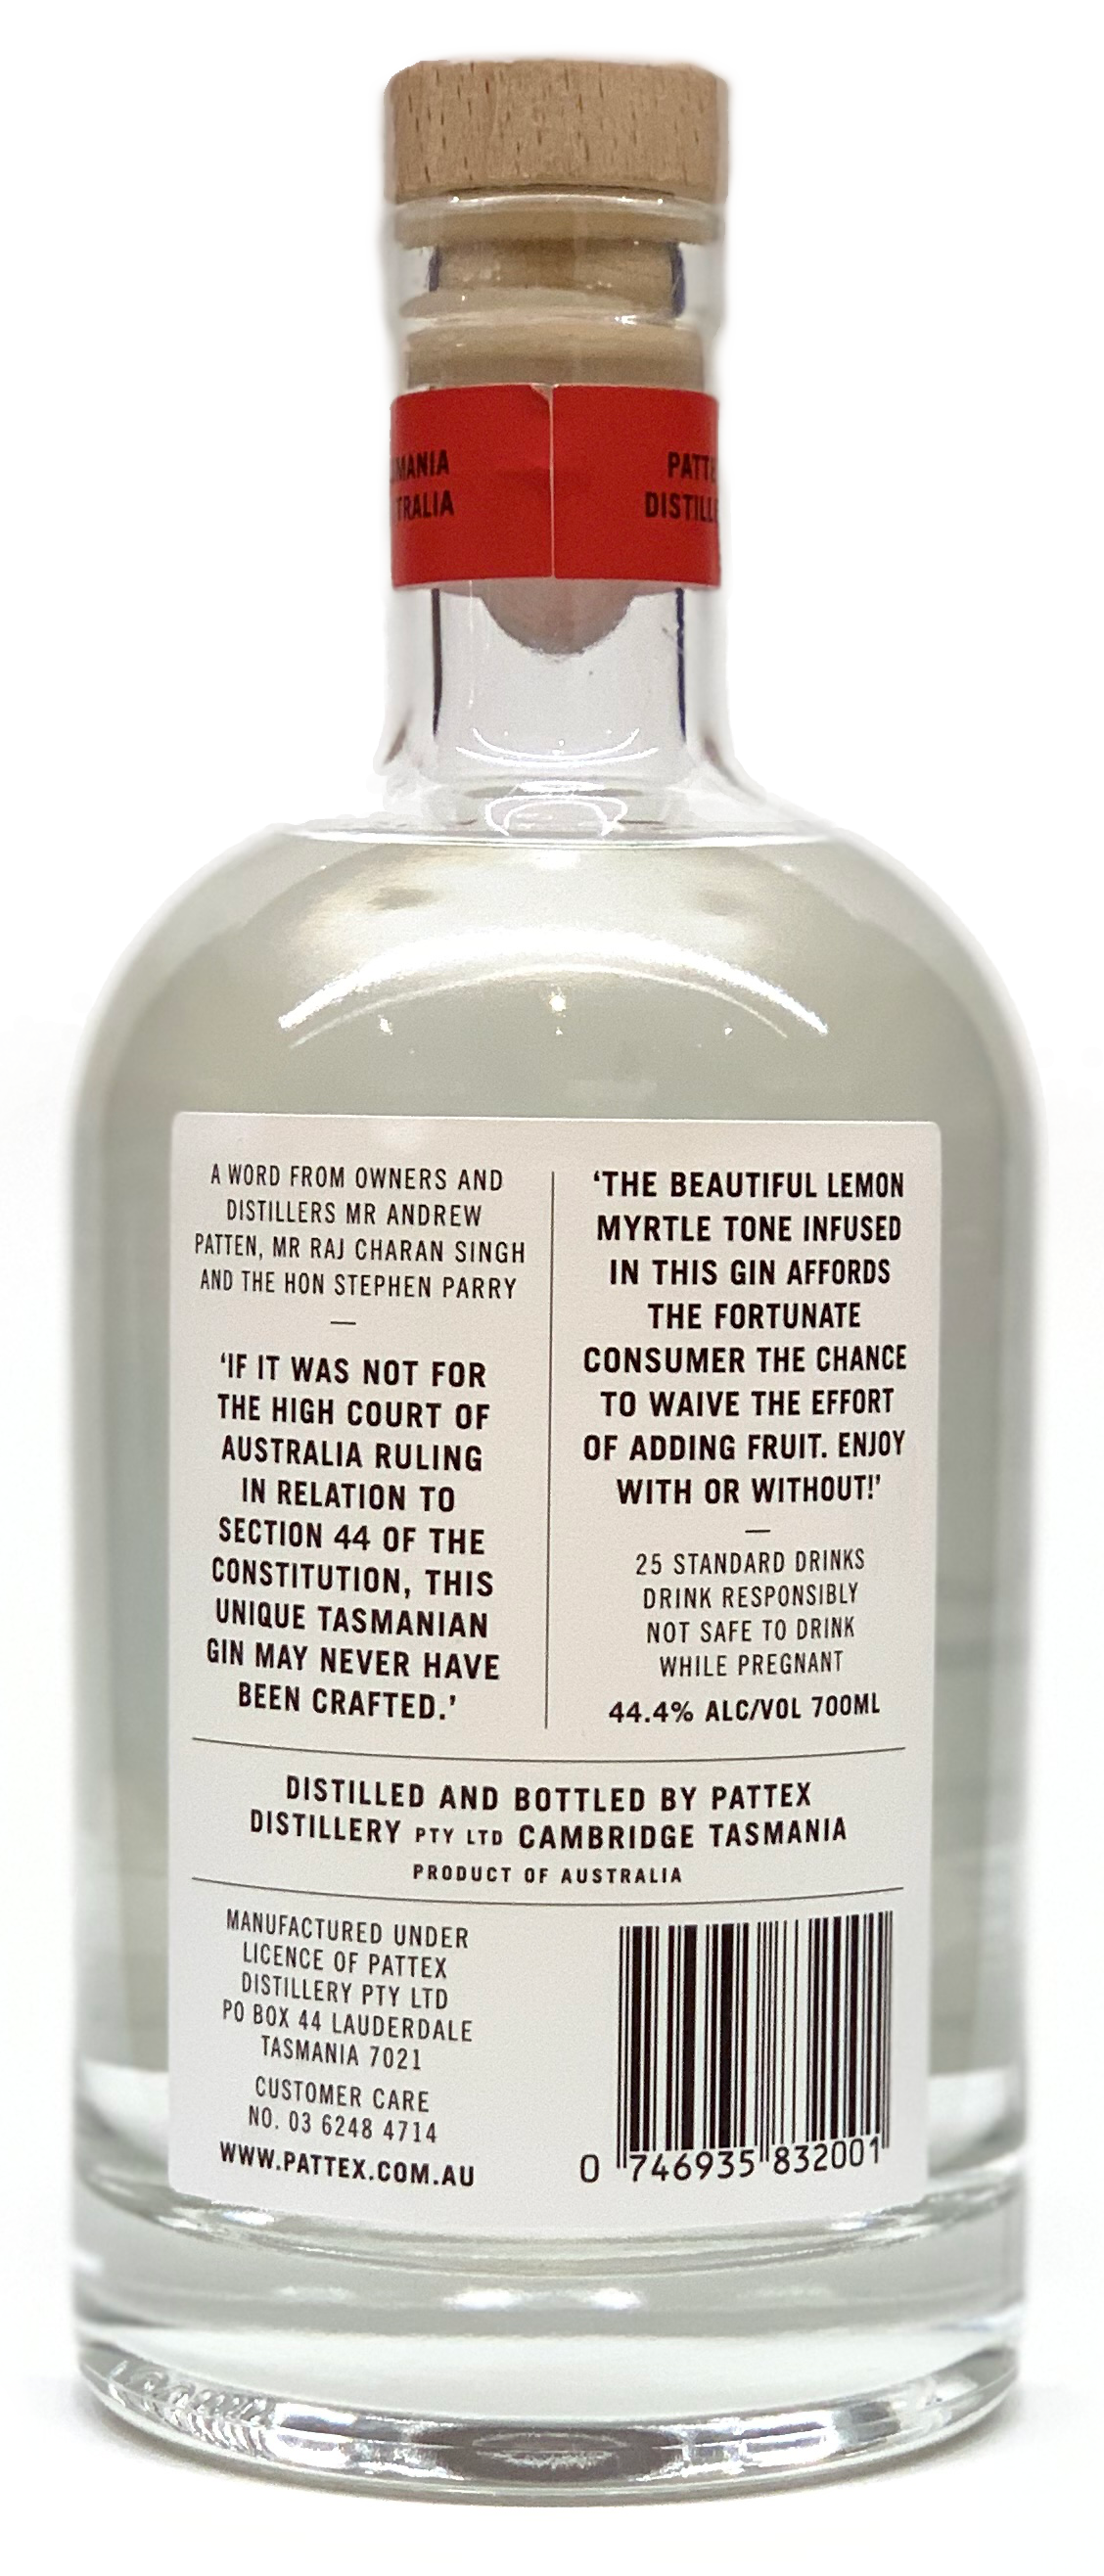 MANIA
TRALIA
PATT
DISTILL
A WORD FROM OWNERS AND
DISTILLERS MR ANDREW
PATTEN, MR RAJ CHARAN SINGH
AND THE HON STEPHEN PARRY
—
‘IF IT WAS NOT FOR
THE HIGH COURT OF
AUSTRALIA RULING
IN RELATION TO
SECTION 44 OF THE
CONSTITUTION, THIS
UNIQUE TASMANIAN
GIN MAY NEVER HAVE
BEEN CRAFTED.’
‘THE BEAUTIFUL LEMON
MYRTLE TONE INFUSED
IN THIS GIN AFFORDS
THE FORTUNATE
CONSUMER THE CHANCE
TO WAIVE THE EFFORT
OF ADDING FRUIT. ENJOY
WITH OR WITHOUT!’
—
25 STANDARD DRINKS
DRINK RESPONSIBLY
NOT SAFE TO DRINK
WHILE PREGNANT
44.4% ALC/VOL 700ML
DISTILLED AND BOTTLED BY PATTEX
DISTILLERY PTY LTD CAMBRIDGE TASMANIA
PRODUCT OF AUSTRALIA
MANUFACTURED UNDER
LICENCE OF PATTEX
DISTILLERY PTY LTD
PO BOX 44 LAUDERDALE
TASMANIA 7021
CUSTOMER CARE
NO. 03 6248 4714
WWW.PATTEX.COM.AU
0 746935 832001